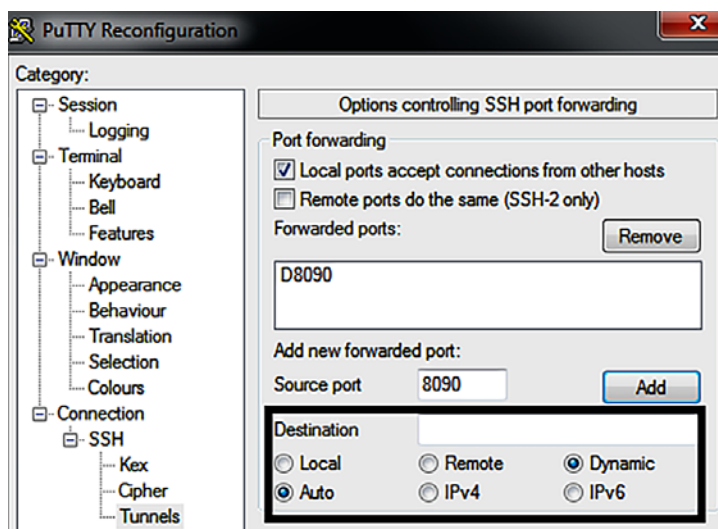 PuTTY Reconfiguration
Category:
Session
Logging
Terminal
Keyboard
Bell
Features
Window
Appearance
Behaviour
Translation
Selection
Colours
Connection
SSH
Kex
Cipher
Tunnels
Options controlling SSH port forwarding
Port forwarding
Local ports accept connections from other hosts
Remote ports do the same (SSH-2 only)
Forwarded ports:
Remove
D8090
Add new forwarded port:
Source port 8090 Add
Destination
Local Remote Dynamic
Auto IPv4 IPv6